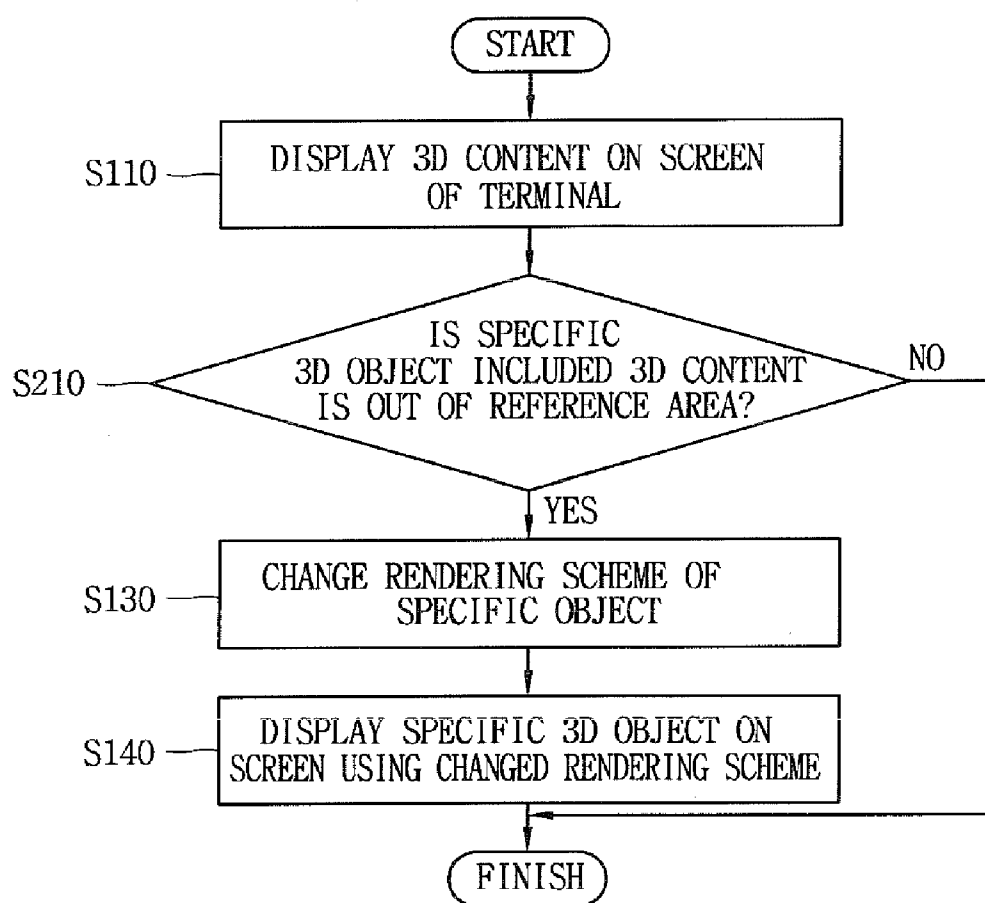 START
S110
DISPLAY 3D CONTENT ON SCREEN
OF TERMINAL
IS SPECIFIC
3D OBJECT INCLUDED 3D CONTENT
IS OUT OF REFERENCE AREA?
S210
NO
YES
S130
CHANGE RENDERING SCHEME OF
SPECIFIC OBJECT
S140
DISPLAY SPECIFIC 3D OBJECT ON
SCREEN USING CHANGED RENDERING SCHEME
FINISH